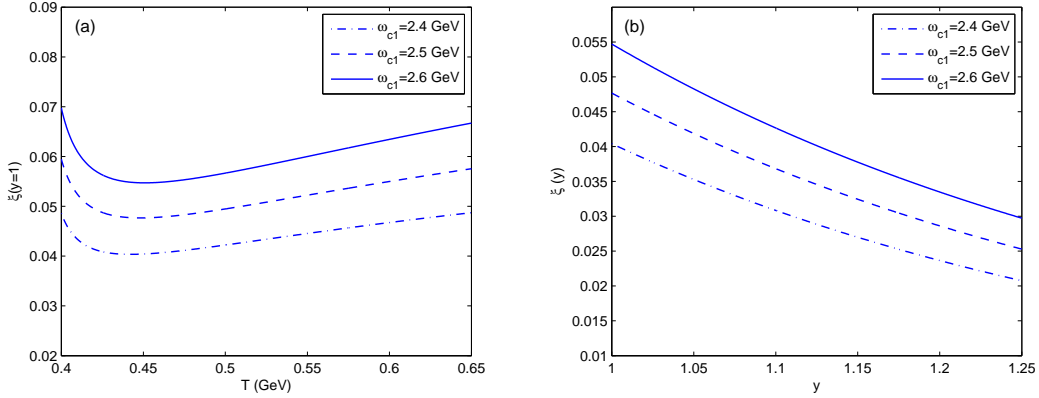 (a)
ω_c1=2.4 GeV
ω_c1=2.5 GeV
ω_c1=2.6 GeV
0.09
0.08
0.07
0.06
0.05
0.04
0.03
0.02
ξ(y=1)
0.4 0.45 0.5 0.55 0.6 0.65
T (GeV)
(b)
ω_c1=2.4 GeV
ω_c1=2.5 GeV
ω_c1=2.6 GeV
0.055
0.05
0.045
0.04
0.035
0.03
0.025
0.02
0.015
0.01
ξ (y)
1 1.05 1.1 1.15 1.2 1.25
y